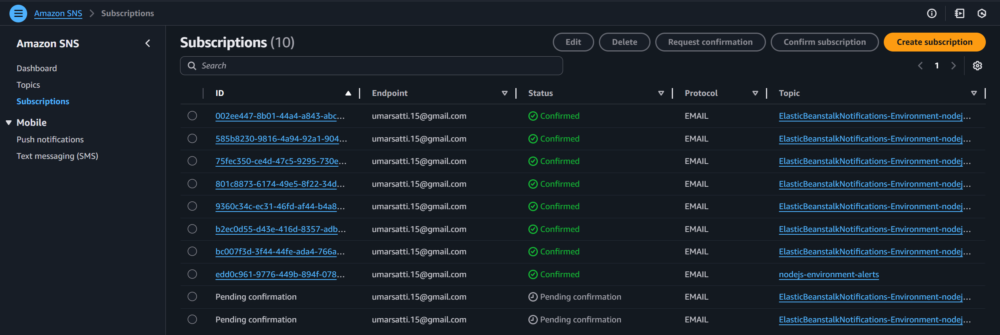 Amazon SNS > Subscriptions
Amazon SNS
Dashboard
Topics
Subscriptions
Mobile
Push notifications
Text messaging (SMS)
Subscriptions (10)
Edit Delete Request confirmation Confirm subscription Create subscription
Search
1
ID Endpoint Status Protocol Topic
002ee447-8b01-44a4-a843-abc... umarsatti.15@gmail.com Confirmed EMAIL ElasticBeanstalkNotifications-Environment-nodej...
585b8230-9816-4a94-92a1-904... umarsatti.15@gmail.com Confirmed EMAIL ElasticBeanstalkNotifications-Environment-nodej...
75fec350-ce4d-47c5-9295-730e... umarsatti.15@gmail.com Confirmed EMAIL ElasticBeanstalkNotifications-Environment-nodej...
801c8873-6174-49e5-8f22-34d... umarsatti.15@gmail.com Confirmed EMAIL ElasticBeanstalkNotifications-Environment-nodej...
9360c34c-ec31-46fd-af44-b4a8... umarsatti.15@gmail.com Confirmed EMAIL ElasticBeanstalkNotifications-Environment-nodej...
b2ec0d55-d43e-416d-8357-adb... umarsatti.15@gmail.com Confirmed EMAIL ElasticBeanstalkNotifications-Environment-nodej...
bc007f3d-3f44-44fe-ada4-766a... umarsatti.15@gmail.com Confirmed EMAIL ElasticBeanstalkNotifications-Environment-nodej...
edd0c961-9776-449b-894f-078... umarsatti.15@gmail.com Confirmed EMAIL nodejs-environment-alerts
Pending confirmation umarsatti.15@gmail.com Pending confirmation EMAIL ElasticBeanstalkNotifications-Environment-nodej...
Pending confirmation umarsatti.15@gmail.com Pending confirmation EMAIL ElasticBeanstalkNotifications-Environment-nodej...